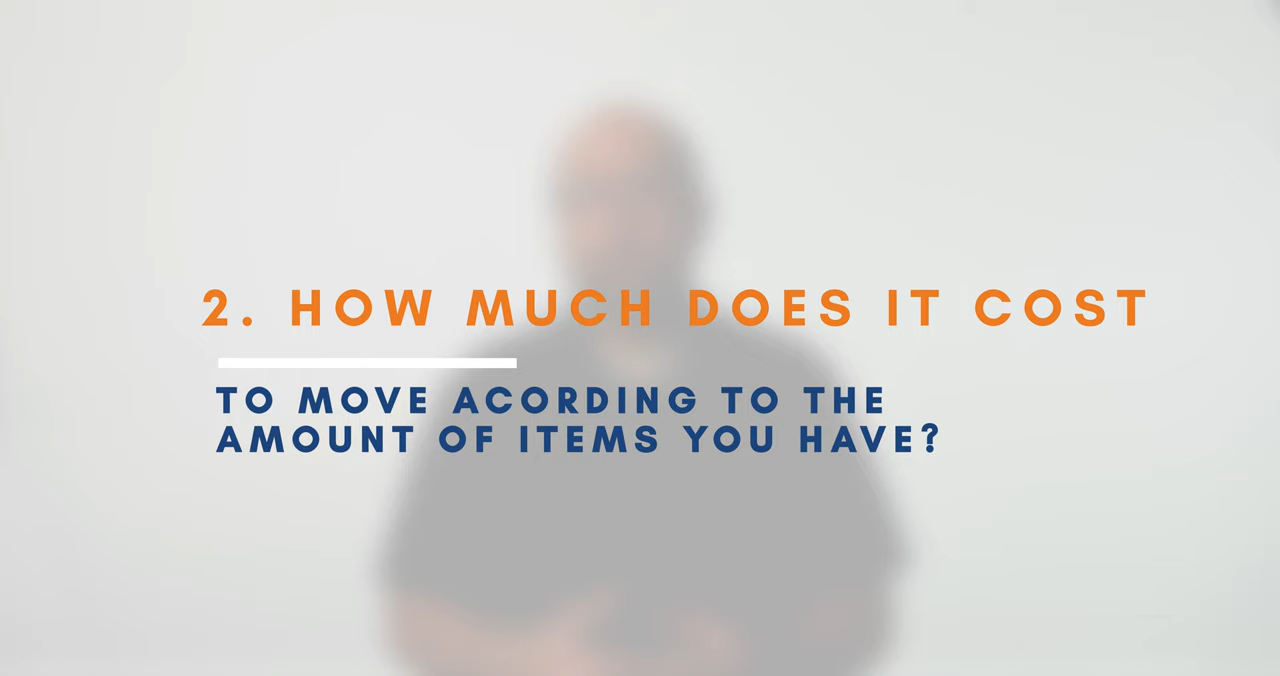 2. HOW MUCH DOES IT COST
TO MOVE ACORDING TO THE
AMOUNT OF ITEMS YOU HAVE?